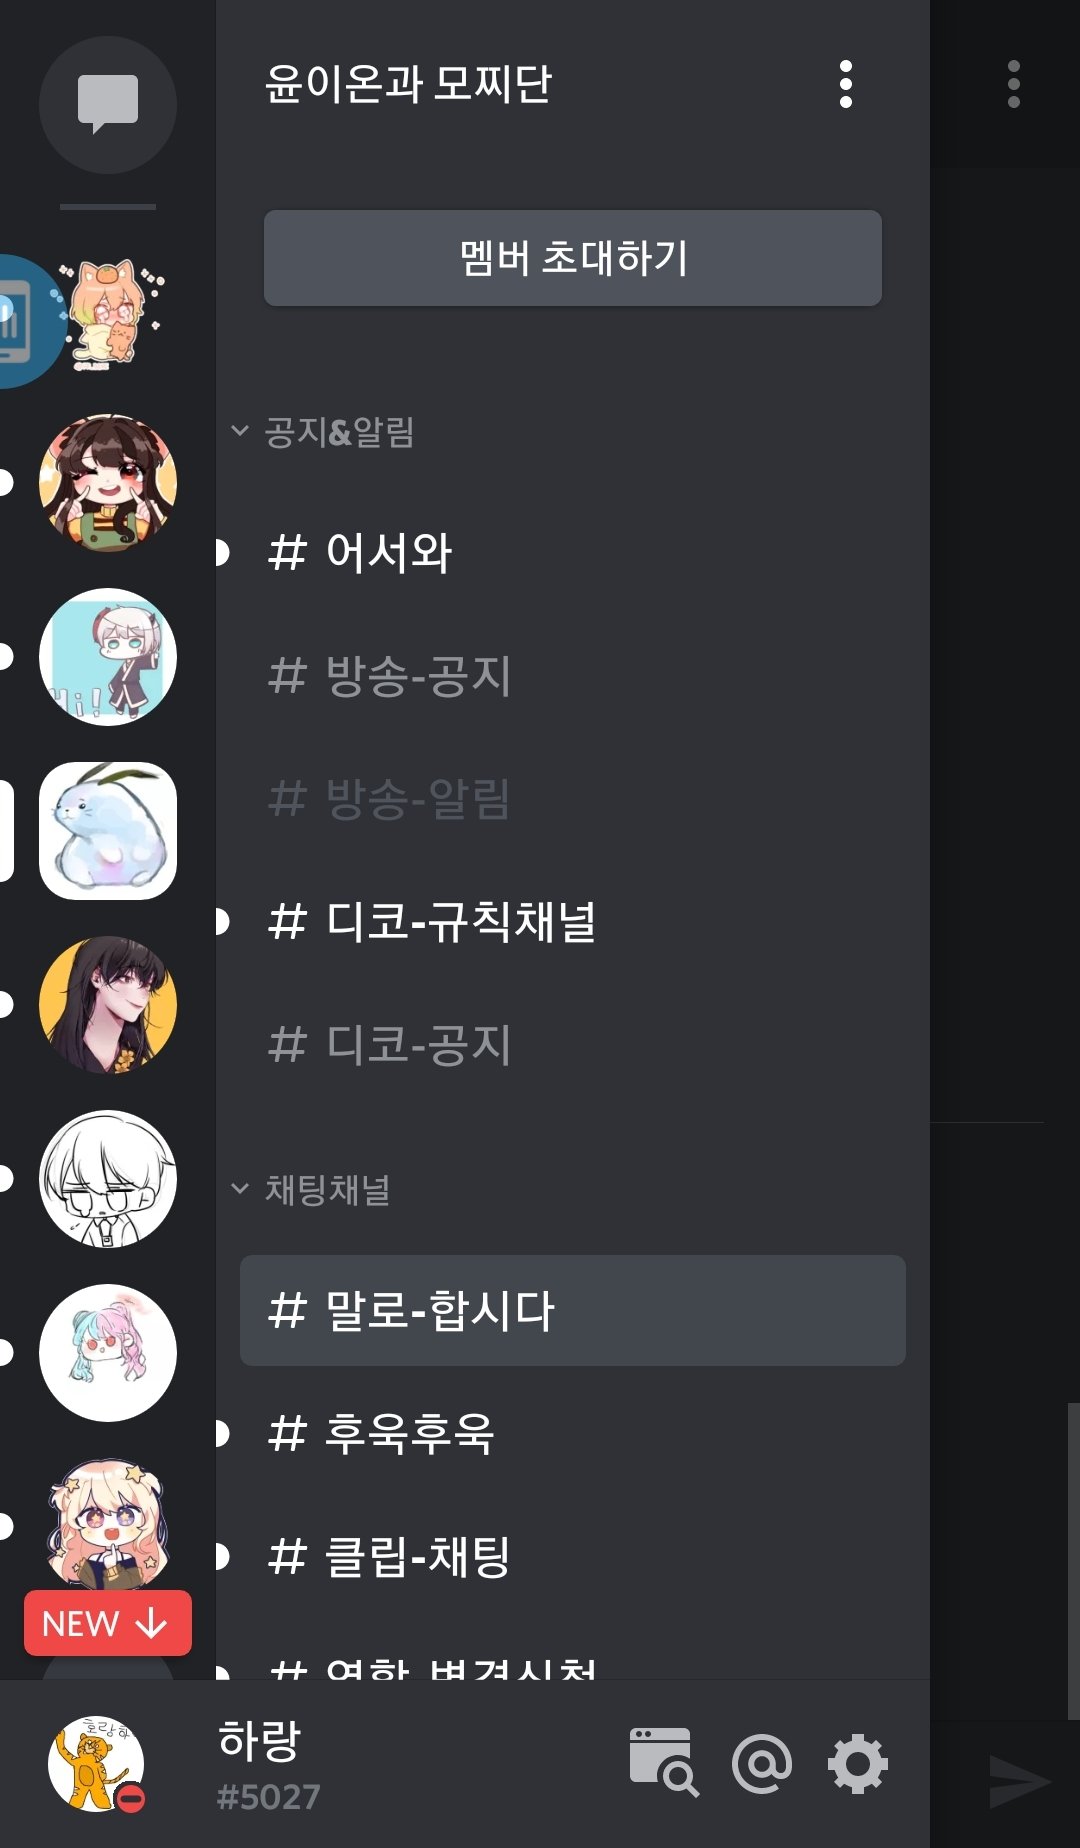 윤이온과 모찌단
멤버 초대하기
공지&알림
# 어서와
# 방송-공지
# 방송-알림
# 디코-규칙채널
# 디코-공지
채팅채널
# 말로-합시다
# 후욱후욱
# 클립-채팅
Hi!
NEW
하랑
#5027